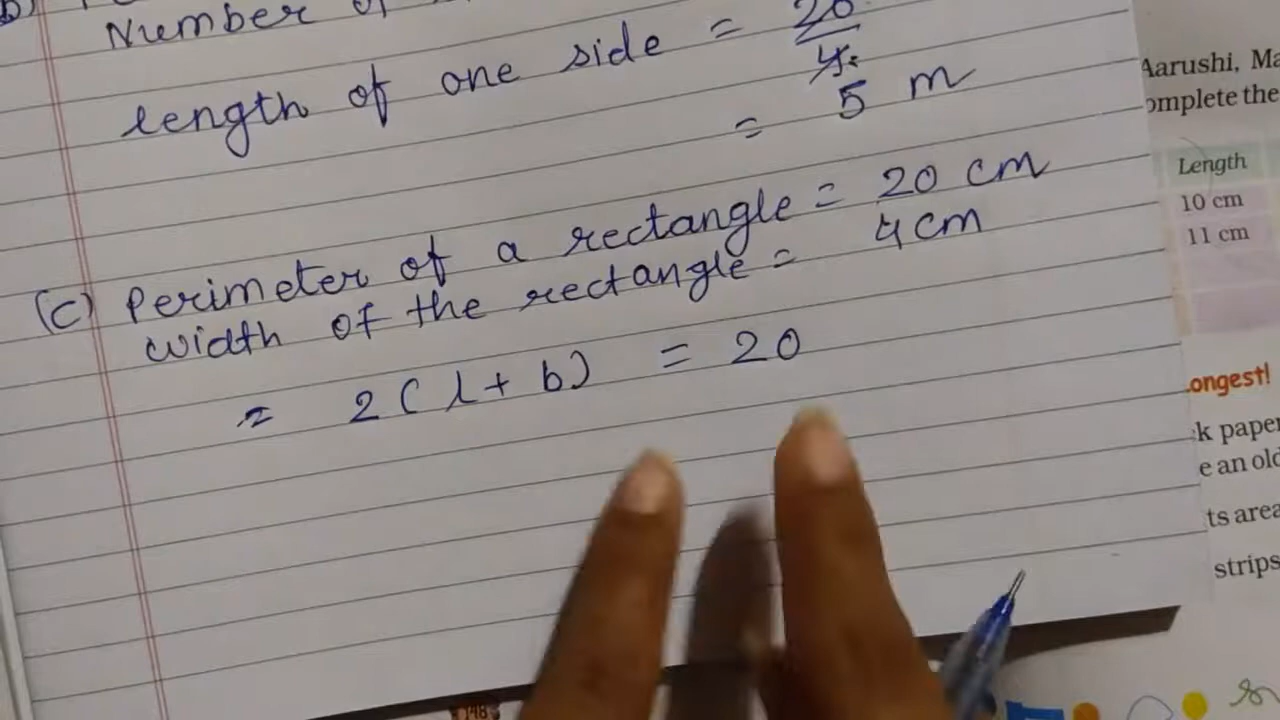 b)
Number of
length of one side = 20/4
= 5 m
(c) Perimeter of a rectangle = 20 cm
width of the rectangle = 4 cm
= 2 ( l + b ) = 20
Aarushi, Ma
omplete the
Length
10 cm
11 cm
ongest!
k paper
e an old
ts area
strips